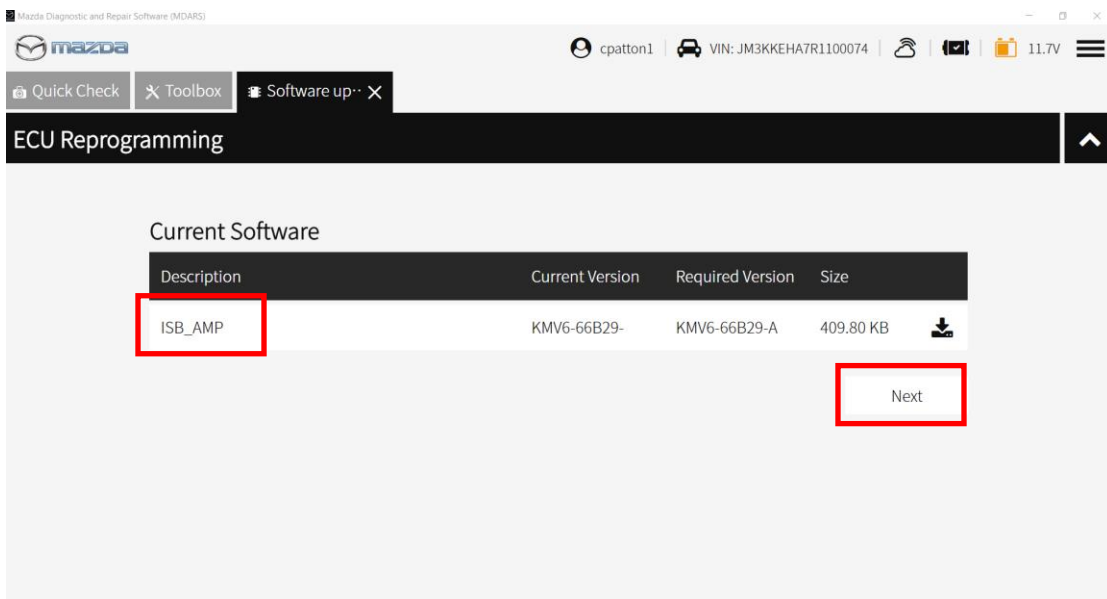 Mazda Diagnostic and Repair Software (MDARS)
mazda cpatton1 VIN: JM3KKEHA7R1100074 11.7V
Quick Check Toolbox Software up··
ECU Reprogramming
Current Software
Description Current Version Required Version Size
ISB_AMP KMV6-66B29- KMV6-66B29-A 409.80 KB
Next